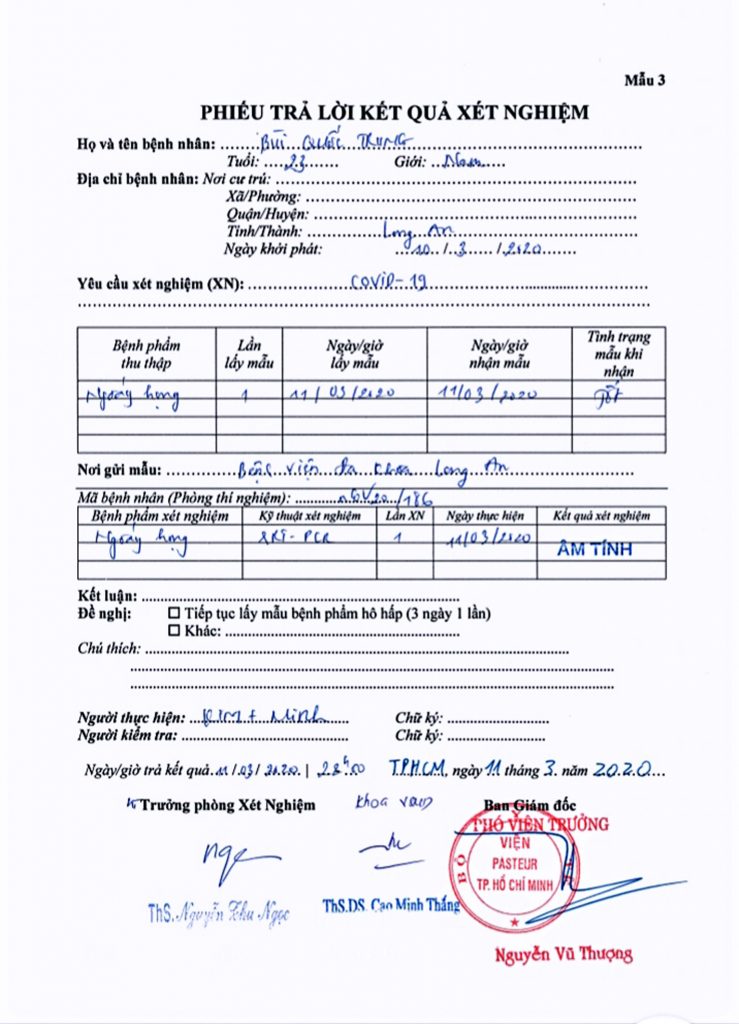 Mẫu 3
PHIẾU TRẢ LỜI KẾT QUẢ XÉT NGHIỆM
Họ và tên bệnh nhân: BÙI QUỐC TRUNG
Tuổi: 23 Giới: Nam
Địa chỉ bệnh nhân: Nơi cư trú:
Xã/Phường:
Quận/Huyện:
Tỉnh/Thành: Long An
Ngày khởi phát: 10 / 3 / 2020
Yêu cầu xét nghiệm (XN): COVID-19
Bệnh phẩm thu thập Lần lấy mẫu Ngày/giờ lấy mẫu Ngày/giờ nhận mẫu Tình trạng mẫu khi nhận
Ngoáy họng 1 11/03/2020 11/03/2020 Tốt
Nơi gửi mẫu: Bệnh viện đa khoa Long An
Mã bệnh nhân (Phòng thí nghiệm): nCoV20/186
Bệnh phẩm xét nghiệm Kỹ thuật xét nghiệm Lần XN Ngày thực hiện Kết quả xét nghiệm
Ngoáy họng RRT-PCR 1 11/03/2020 ÂM TÍNH
Kết luận:
Đề nghị: ☐ Tiếp tục lấy mẫu bệnh phẩm hô hấp (3 ngày 1 lần)
☐ Khác:
Chú thích:
Người thực hiện: Minh Chữ ký:
Người kiểm tra: Chữ ký:
Ngày/giờ trả kết quả 11/03/2020 | TP.HCM, ngày 11 tháng 3 năm 2020
Trưởng phòng Xét Nghiệm Khoa Ban Giám đốc
PHÓ VIỆN TRƯỞNG
VIỆN
PASTEUR
TP. HỒ CHÍ MINH
BỘ Y TẾ
ThS. Nguyễn Thu Ngọc ThS.DS. Cao Minh Thắng
Nguyễn Vũ Thượng